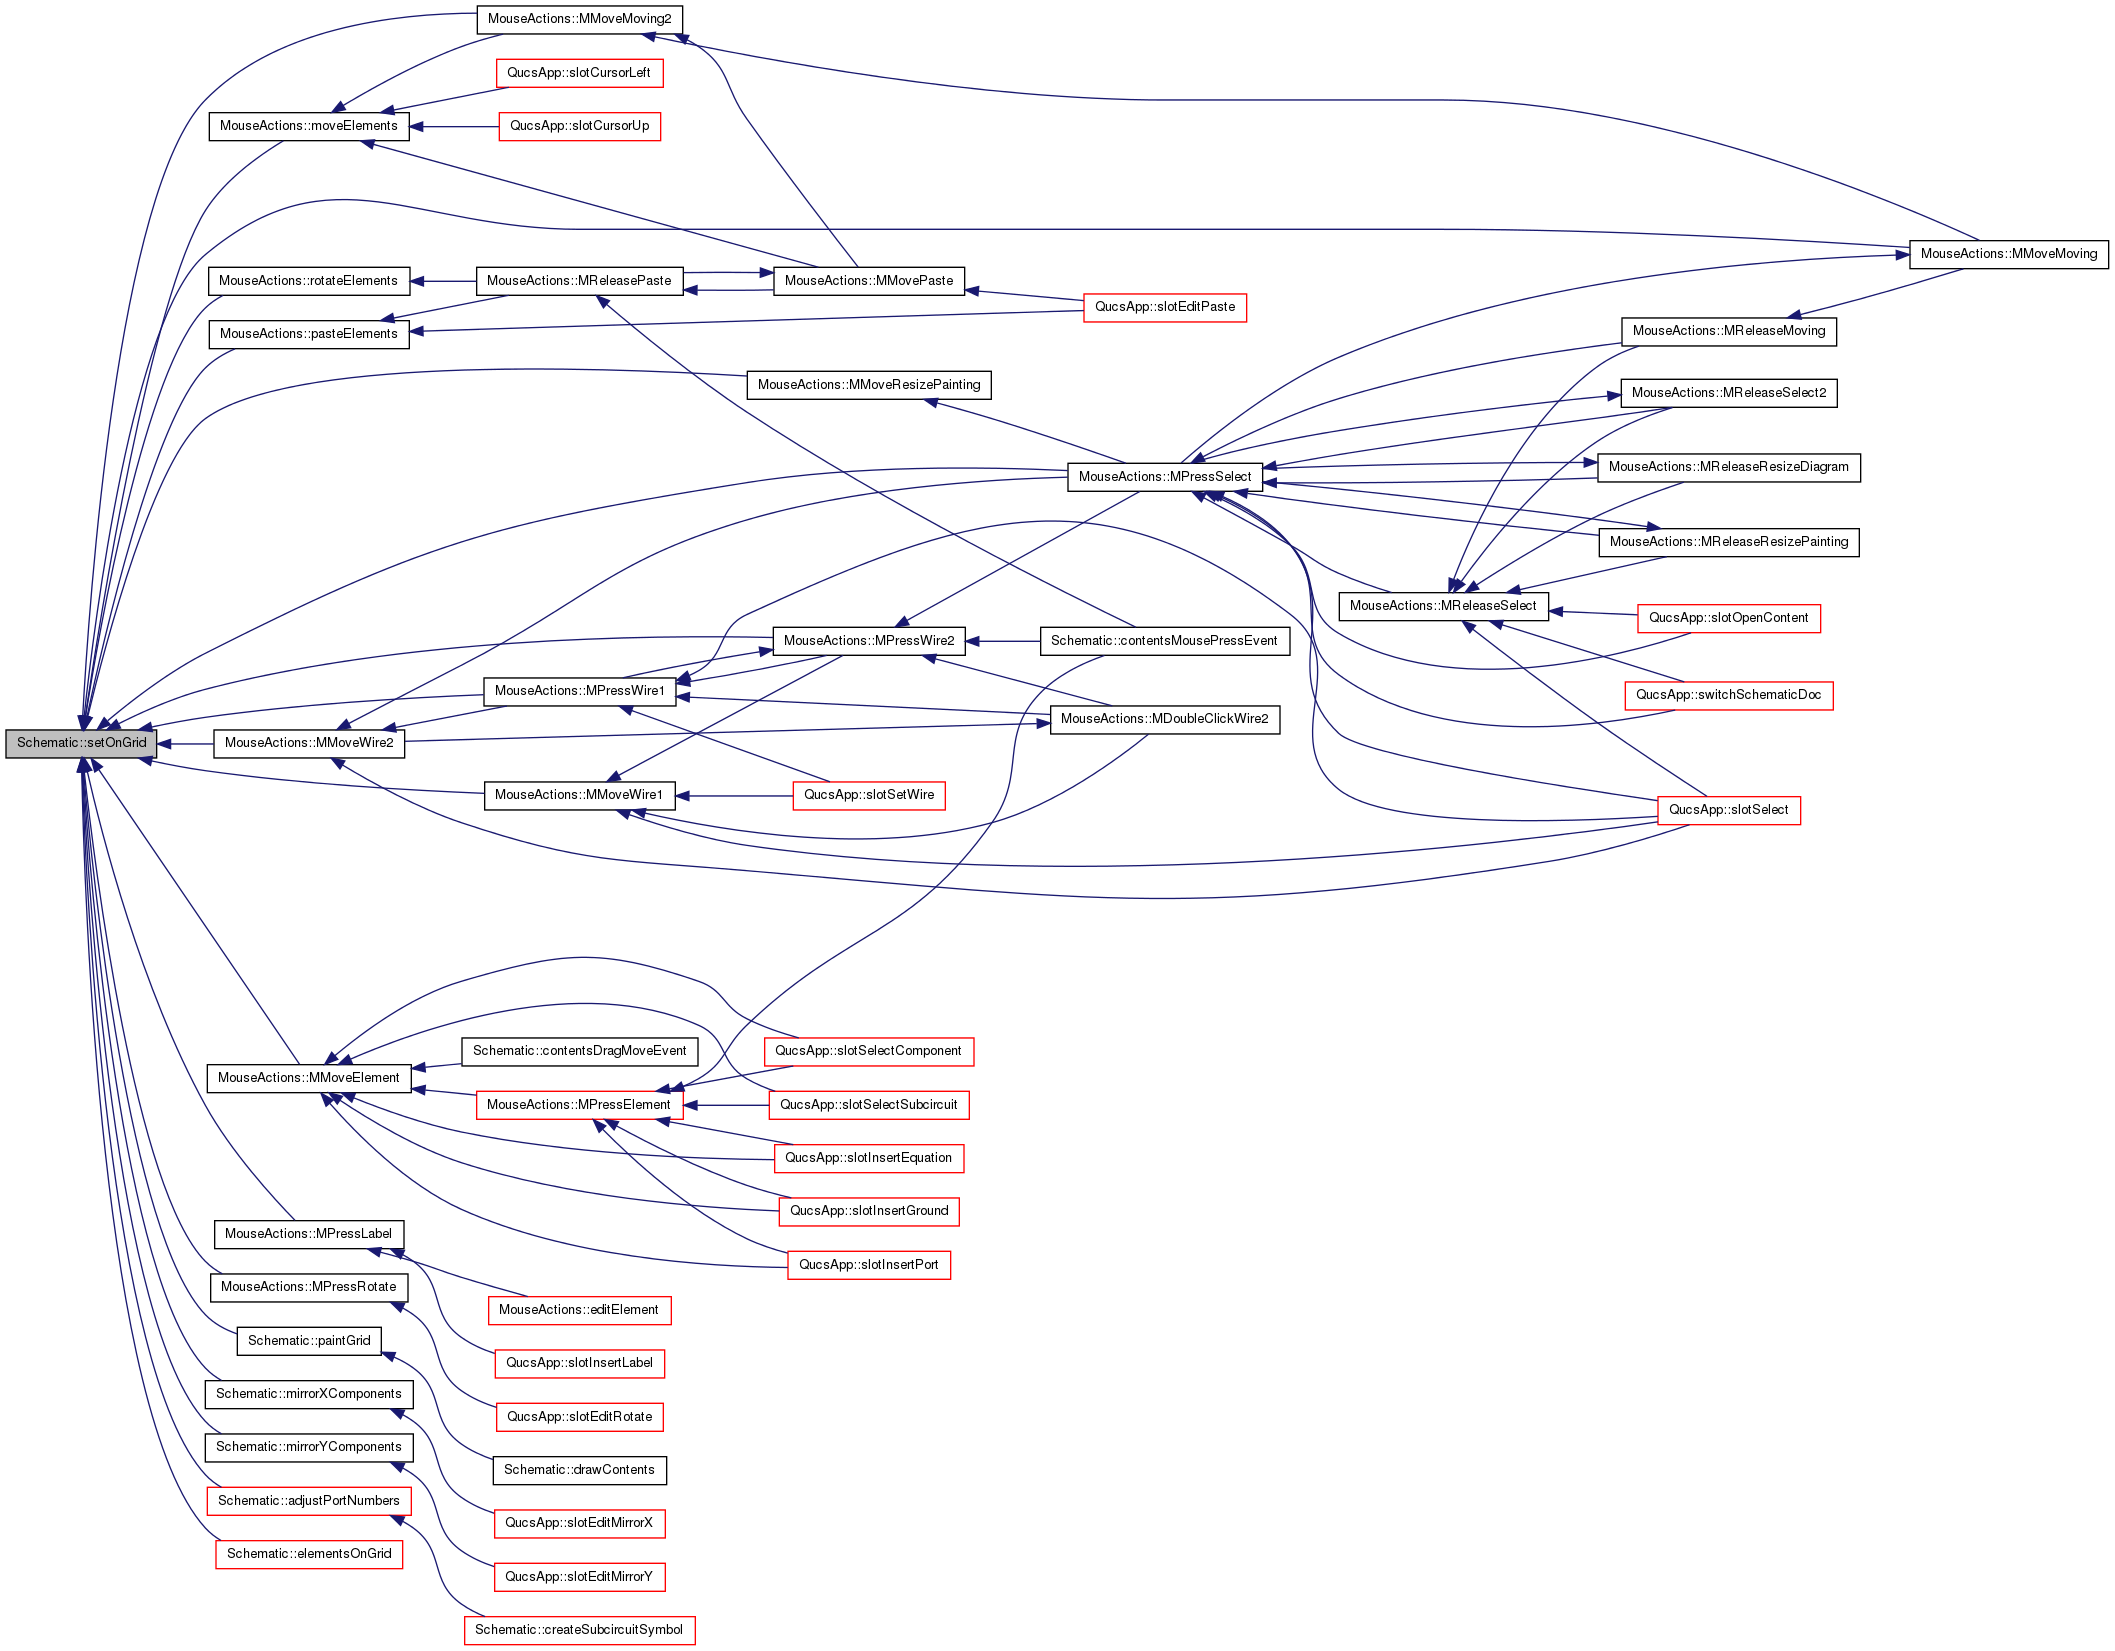 MouseActions::MMoveMoving2
QucsApp::slotCursorLeft
MouseActions::moveElements
QucsApp::slotCursorUp
MouseActions::MMoveMoving
MouseActions::rotateElements
MouseActions::MReleasePaste
MouseActions::MMovePaste
QucsApp::slotEditPaste
MouseActions::pasteElements
MouseActions::MReleaseMoving
MouseActions::MMoveResizePainting
MouseActions::MReleaseSelect2
MouseActions::MPressSelect
MouseActions::MReleaseResizeDiagram
MouseActions::MReleaseResizePainting
MouseActions::MReleaseSelect
QucsApp::slotOpenContent
MouseActions::MPressWire2
Schematic::contentsMousePressEvent
MouseActions::MPressWire1
QucsApp::switchSchematicDoc
MouseActions::MDoubleClickWire2
Schematic::setOnGrid
MouseActions::MMoveWire2
MouseActions::MMoveWire1
QucsApp::slotSetWire
QucsApp::slotSelect
Schematic::contentsDragMoveEvent
QucsApp::slotSelectComponent
MouseActions::MMoveElement
MouseActions::MPressElement
QucsApp::slotSelectSubcircuit
QucsApp::slotInsertEquation
QucsApp::slotInsertGround
MouseActions::MPressLabel
QucsApp::slotInsertPort
MouseActions::MPressRotate
MouseActions::editElement
Schematic::paintGrid
QucsApp::slotInsertLabel
Schematic::mirrorXComponents
QucsApp::slotEditRotate
Schematic::mirrorYComponents
Schematic::drawContents
Schematic::adjustPortNumbers
QucsApp::slotEditMirrorX
Schematic::elementsOnGrid
QucsApp::slotEditMirrorY
Schematic::createSubcircuitSymbol